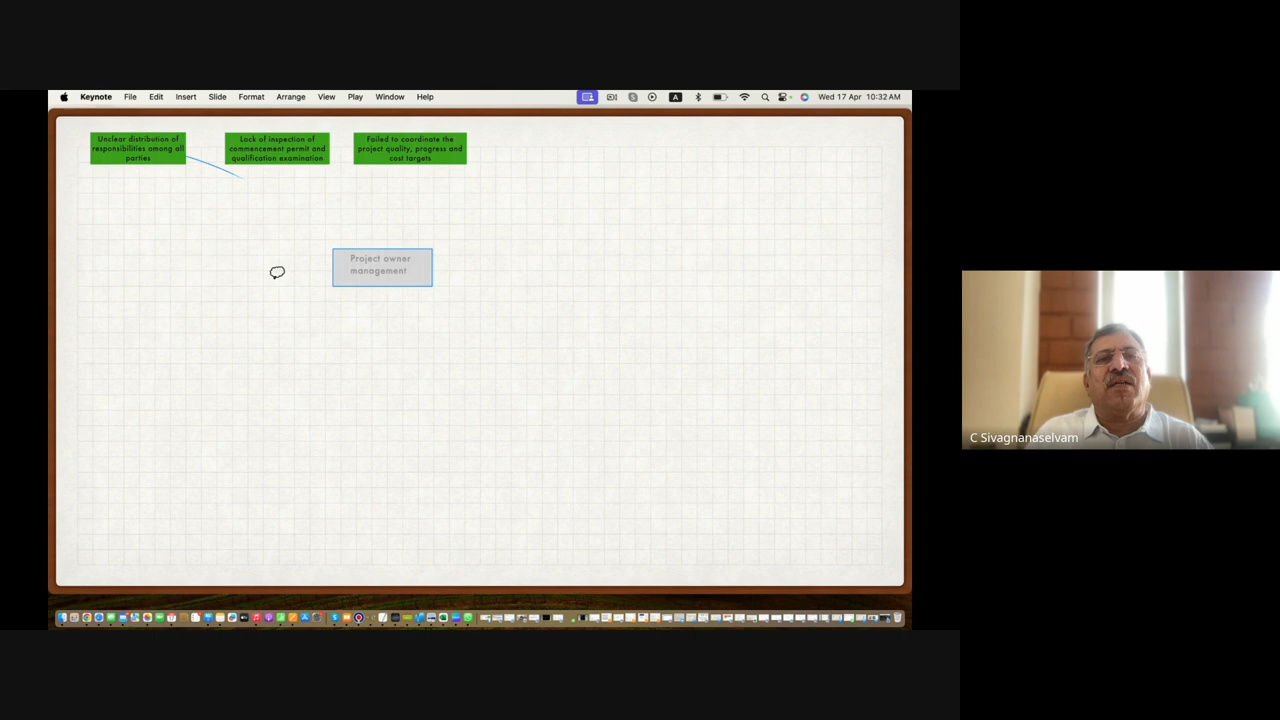 Keynote File Edit Insert Slide Format Arrange View Play Window Help
A
Wed 17 Apr 10:32 AM
Unclear distribution of
responsibilities among all
parties
Lack of inspection of
commencement permit and
qualification examination
Failed to coordinate the
project quality, progress and
cost targets
Project owner
management
C Sivagnanaselvam